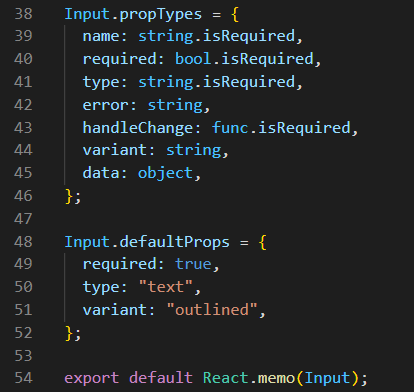 38 Input.propTypes = {
39 name: string.isRequired,
40 required: bool.isRequired,
41 type: string.isRequired,
42 error: string,
43 handleChange: func.isRequired,
44 variant: string,
45 data: object,
46 };
47
48 Input.defaultProps = {
49 required: true,
50 type: "text",
51 variant: "outlined",
52 };
53
54 export default React.memo(Input);